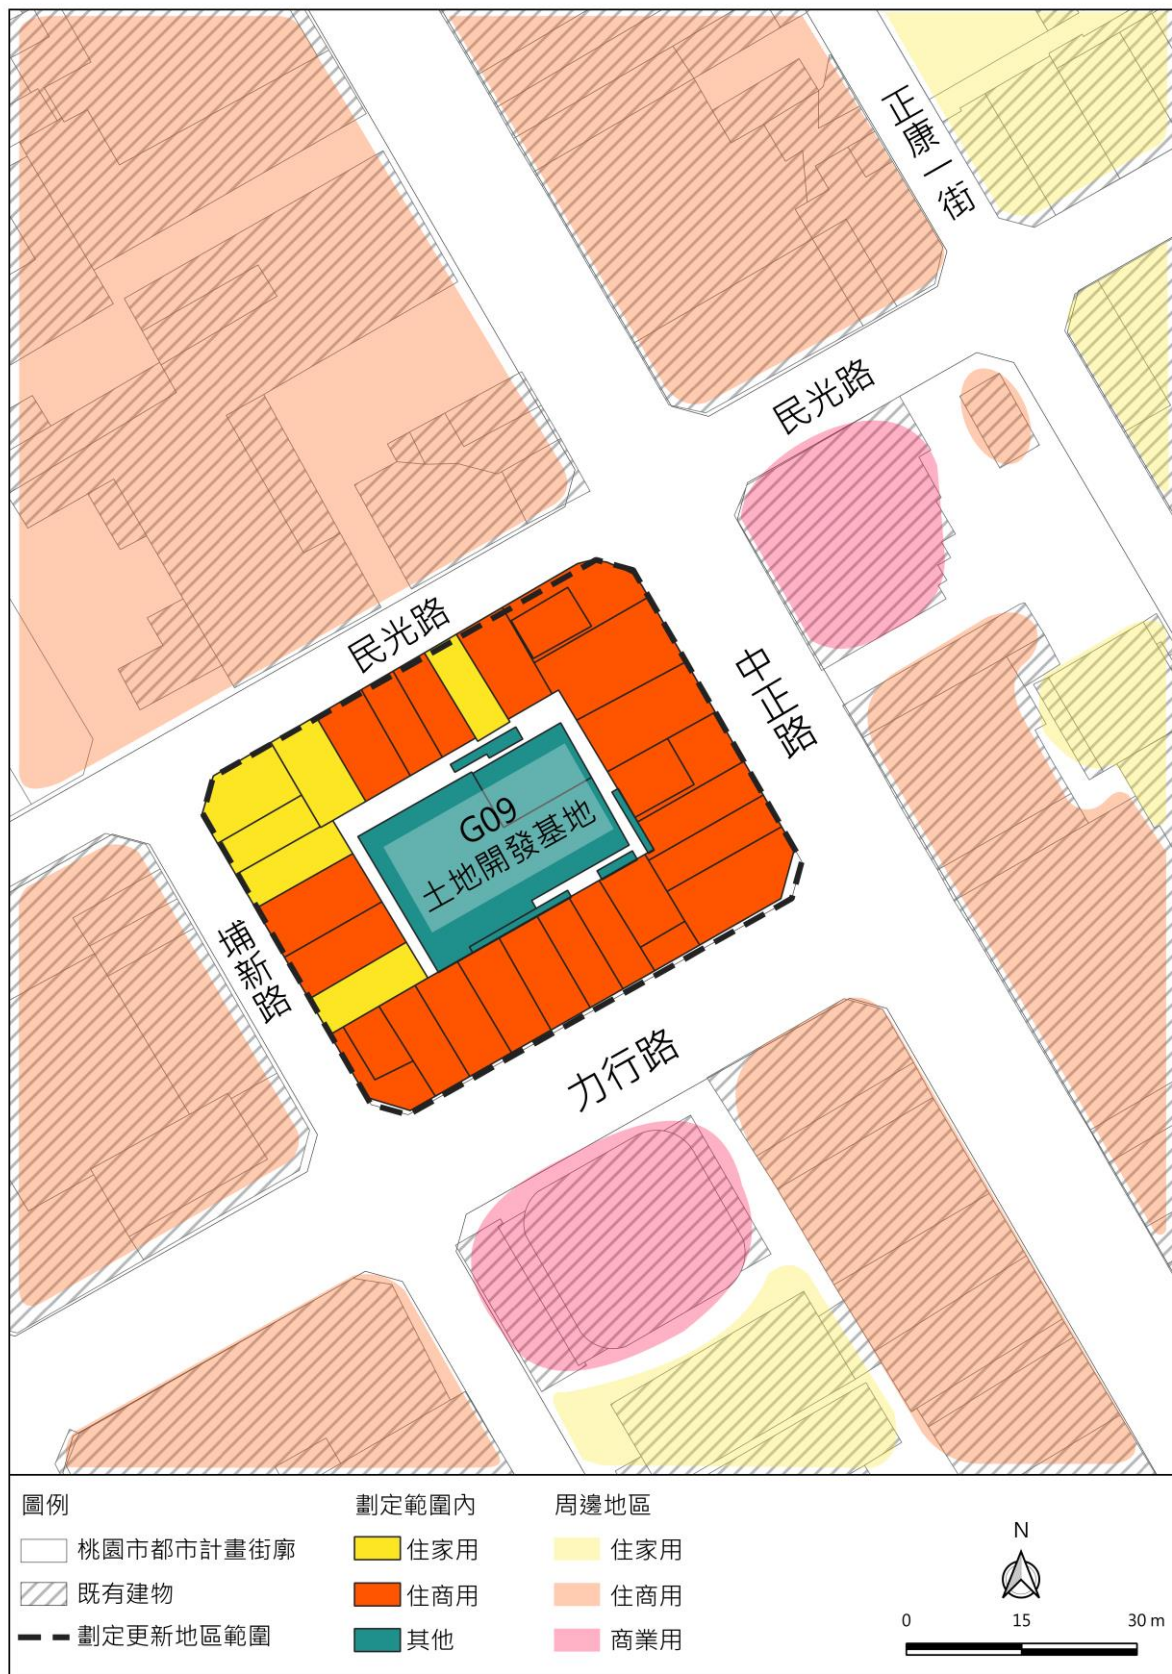 正康一街
民光路
民光路
中正路
G09
土地開發基地
埔新路
力行路
圖例
桃園市都市計畫街廓
既有建物
劃定更新地區範圍
劃定範圍內
住家用
住商用
其他
周邊地區
住家用
住商用
商業用
N
0 15 30 m